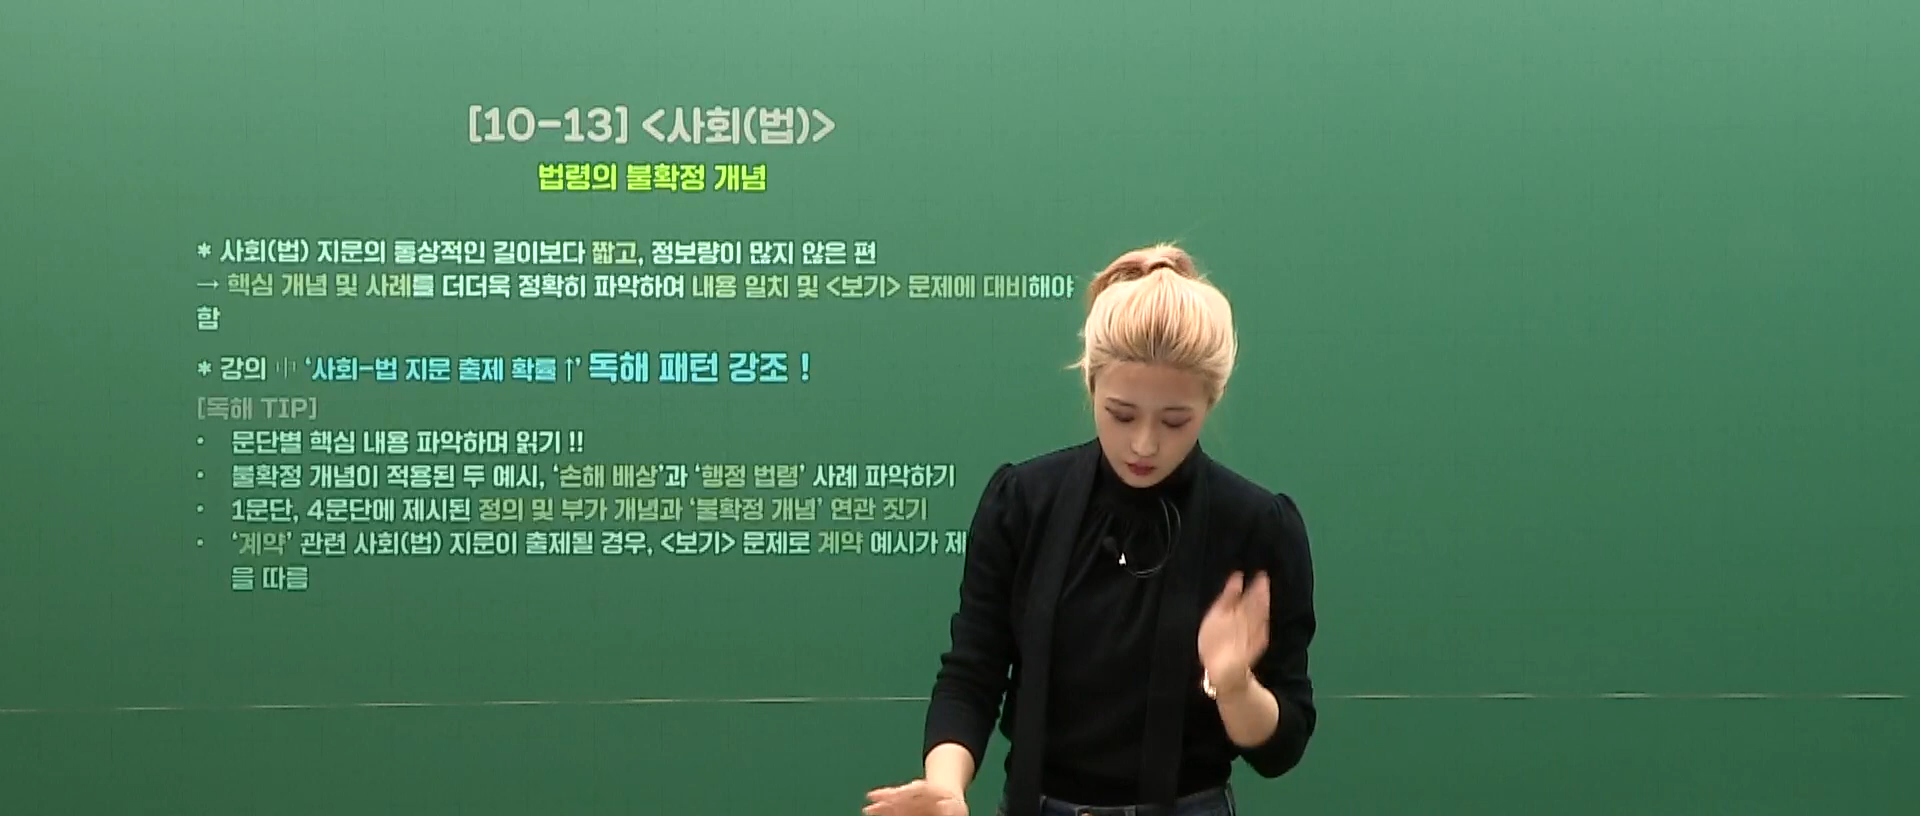 [10-13] <사회(법)>
법령의 불확정 개념
* 사회(법) 지문의 통상적인 길이보다 짧고, 정보량이 많지 않은 편
→ 핵심 개념 및 사례를 더더욱 정확히 파악하여 내용 일치 및 <보기> 문제에 대비해야
함
* 강의 中 '사회-법 지문 출제 확률↑' 독해 패턴 강조 !
[독해 TIP]
• 문단별 핵심 내용 파악하며 읽기 !!
• 불확정 개념이 적용된 두 예시, '손해 배상'과 '행정 법령' 사례 파악하기
• 1문단, 4문단에 제시된 정의 및 부가 개념과 '불확정 개념' 연관 짓기
• '계약' 관련 사회(법) 지문이 출제될 경우, <보기> 문제로 계약 예시가 제
을 따름